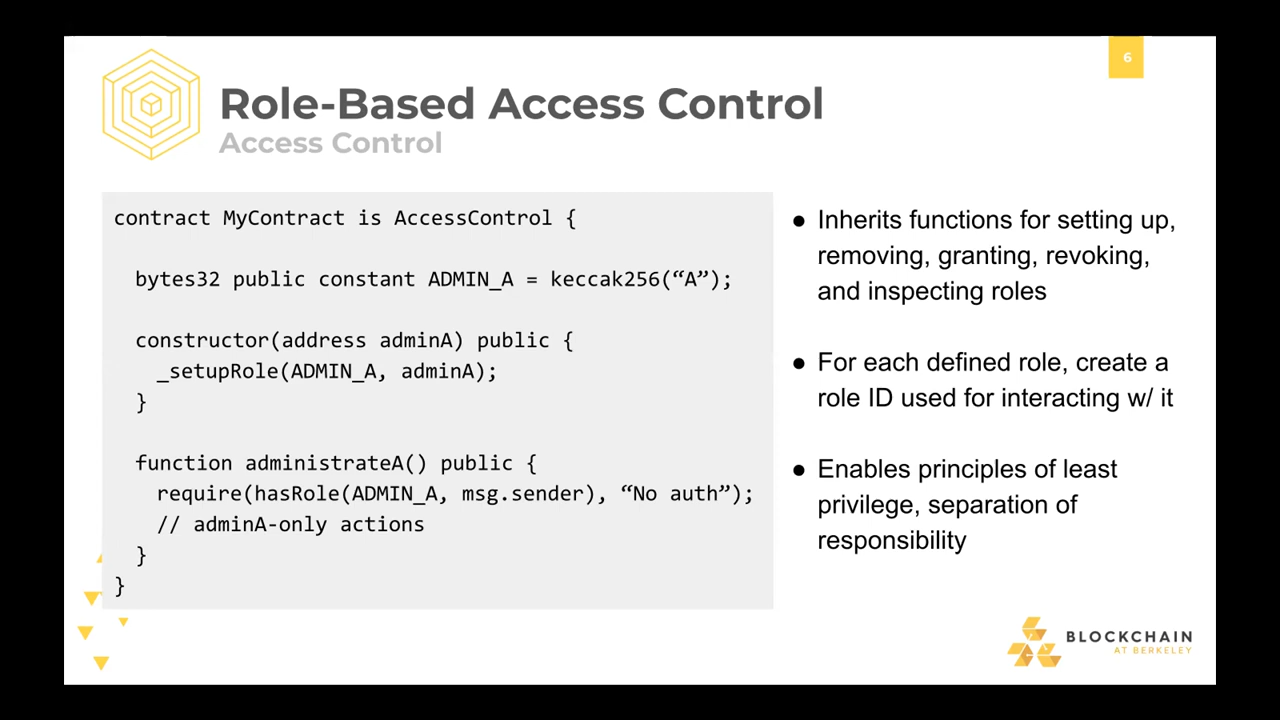 6
Role-Based Access Control
Access Control
contract MyContract is AccessControl {
bytes32 public constant ADMIN_A = keccak256(“A”);
constructor(address adminA) public {
_setupRole(ADMIN_A, adminA);
}
function administrateA() public {
require(hasRole(ADMIN_A, msg.sender), “No auth”);
// adminA-only actions
}
}
● Inherits functions for setting up,
removing, granting, revoking,
and inspecting roles
● For each defined role, create a
role ID used for interacting w/ it
● Enables principles of least
privilege, separation of
responsibility
BLOCKCHAIN
AT BERKELEY